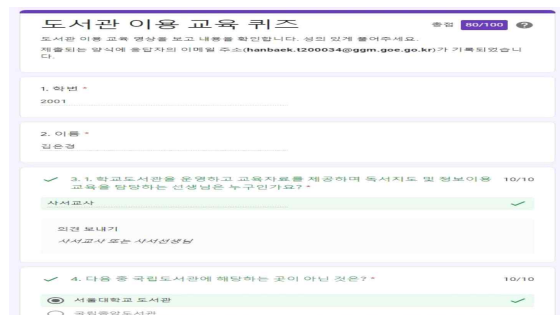 도서관 이용 교육 퀴즈
총점 80/100
도서관 이용 교육 영상을 보고 내용을 확인합니다. 성의 있게 풀어주세요.
제출되는 양식에 응답자의 이메일 주소(hanbaek.t200034@ggm.goe.go.kr)가 기록되었습니
다.
1. 학번 *
2001
2. 이름 *
김은경
3. 1. 학교도서관을 운영하고 교육자료를 제공하며 독서지도 및 정보이용 10/10
교육을 담당하는 선생님은 누구인가요? *
사서교사
의견 보내기
사서교사 또는 사서선생님
4. 다음 중 국립도서관에 해당하는 곳이 아닌 것은? * 10/10
서울대학교 도서관
국립중앙도서관